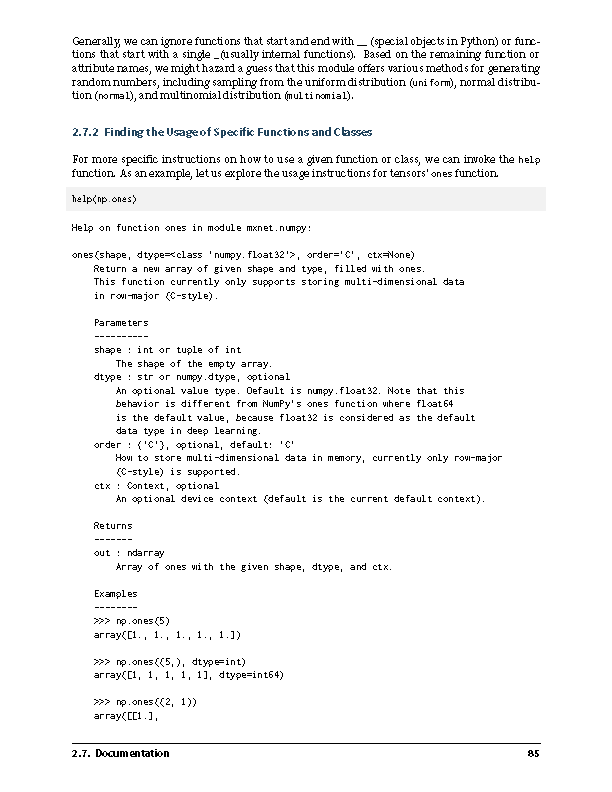 Generally, we can ignore functions that start and end with __ (special objects in Python) or func-
tions that start with a single _(usually internal functions). Based on the remaining function or
attribute names, we might hazard a guess that this module offers various methods for generating
random numbers, including sampling from the uniform distribution (uniform), normal distribu-
tion (normal), and multinomial distribution (multinomial).
2.7.2 Finding the Usage of Specific Functions and Classes
For more specific instructions on how to use a given function or class, we can invoke the help
function. As an example, let us explore the usage instructions for tensors' ones function.
help(np.ones)
Help on function ones in module mxnet.numpy:
ones(shape, dtype=<class 'numpy.float32'>, order='C', ctx=None)
Return a new array of given shape and type, filled with ones.
This function currently only supports storing multi-dimensional data
in row-major (C-style).
Parameters
----------
shape : int or tuple of int
The shape of the empty array.
dtype : str or numpy.dtype, optional
An optional value type. Default is numpy.float32. Note that this
behavior is different from NumPy's ones function where float64
is the default value, because float32 is considered as the default
data type in deep learning.
order : {'C'}, optional, default: 'C'
How to store multi-dimensional data in memory, currently only row-major
(C-style) is supported.
ctx : Context, optional
An optional device context (default is the current default context).
Returns
-------
out : ndarray
Array of ones with the given shape, dtype, and ctx.
Examples
--------
>>> np.ones(5)
array([1., 1., 1., 1., 1.])
>>> np.ones((5,), dtype=int)
array([1, 1, 1, 1, 1], dtype=int64)
>>> np.ones((2, 1))
array([[1.],
2.7. Documentation 85